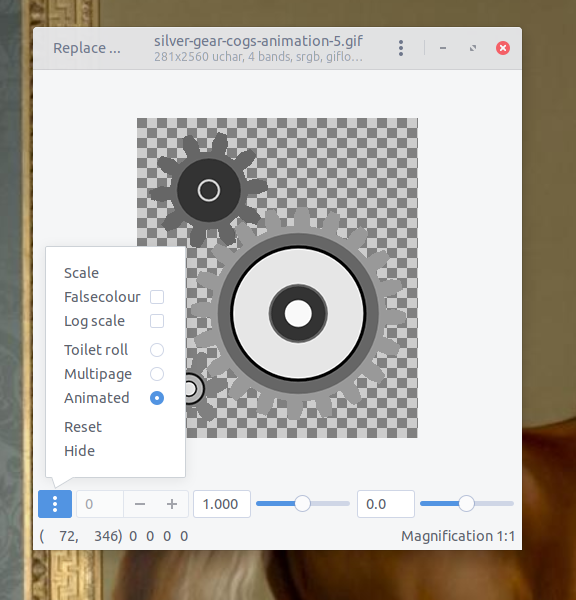 Replace ...
silver-gear-cogs-animation-5.gif
281x2560 uchar, 4 bands, srgb, giflo...
Scale
Falsecolour
Log scale
Toilet roll
Multipage
Animated
Reset
Hide
0
1.000
0.0
( 72, 346) 0 0 0 0
Magnification 1:1